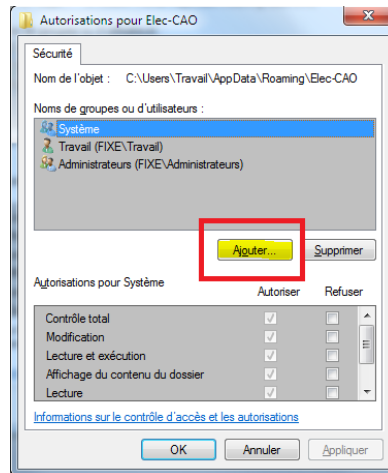 Autorisations pour Elec-CAO
Sécurité
Nom de l'objet : C:\Users\Travail\AppData\Roaming\Elec-CAO
Noms de groupes ou d'utilisateurs :
Système
Travail (FIXE\Travail)
Administrateurs (FIXE\Administrateurs)
Ajouter... Supprimer
Autorisations pour Système Autoriser Refuser
Contrôle total
Modification
Lecture et exécution
Affichage du contenu du dossier
Lecture
Informations sur le contrôle d'accès et les autorisations
OK Annuler Appliquer